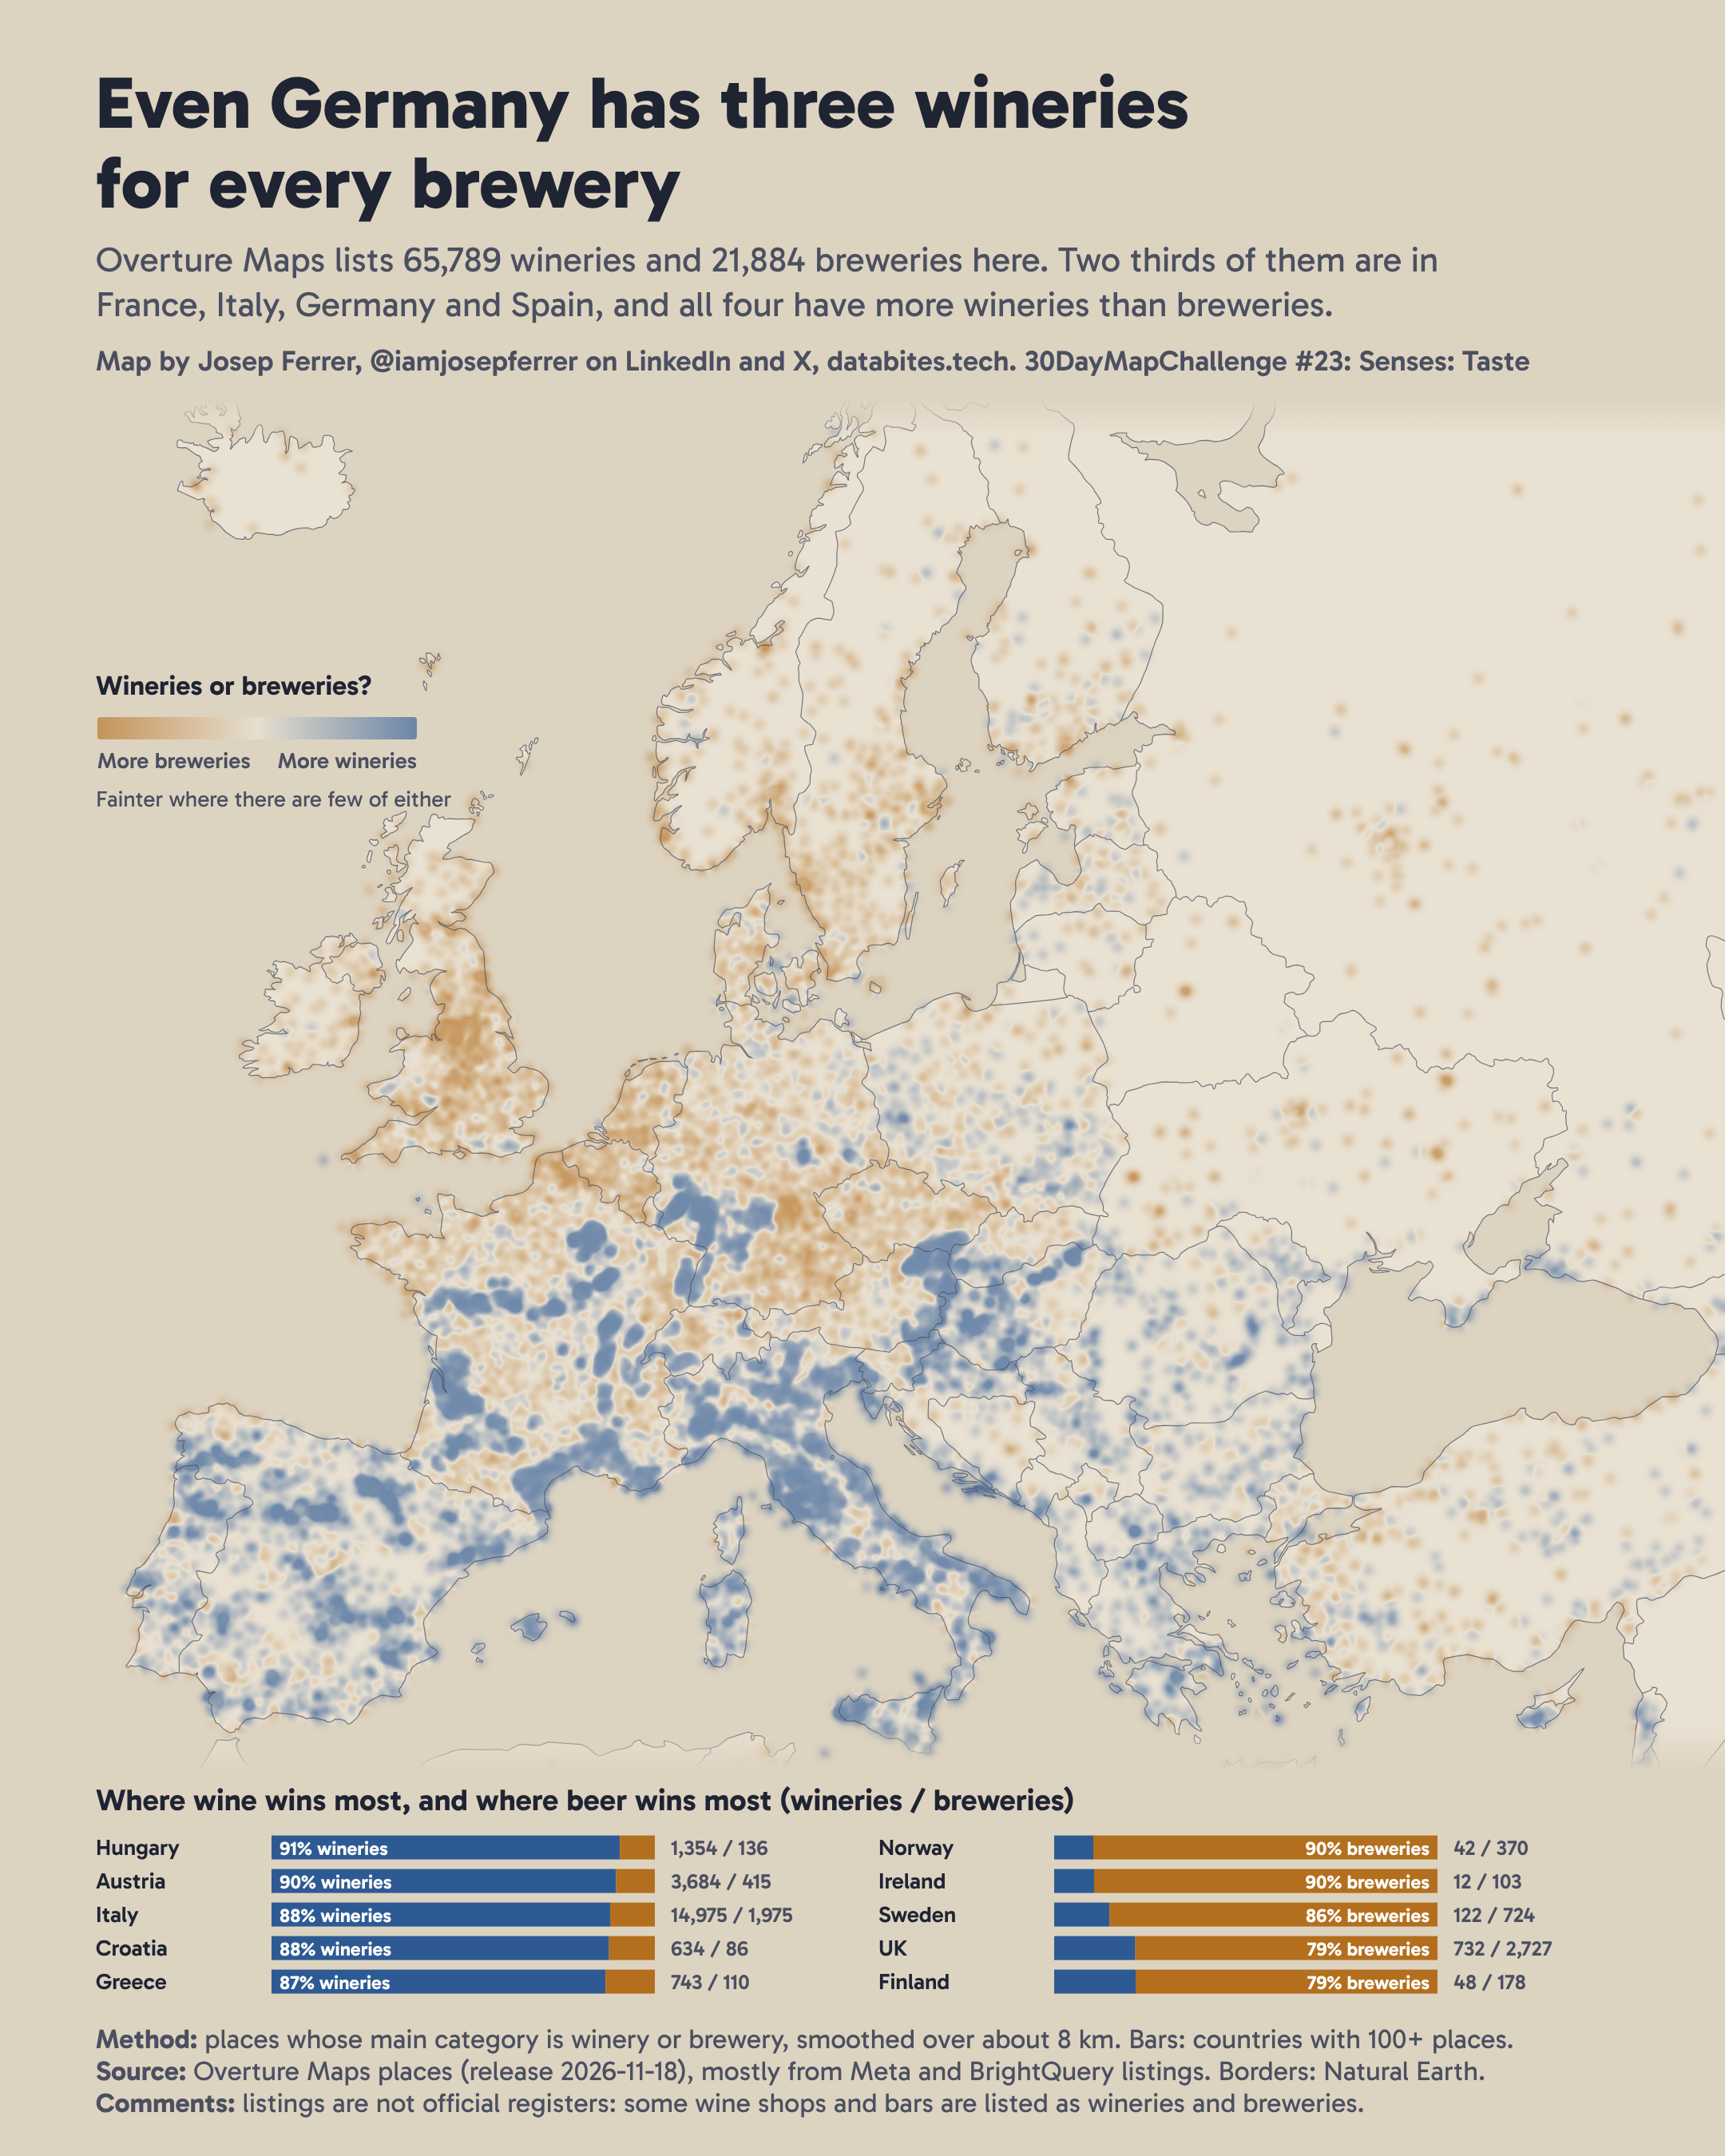 Even Germany has three wineries
for every brewery
Overture Maps lists 65,789 wineries and 21,884 breweries here. Two thirds of them are in
France, Italy, Germany and Spain, and all four have more wineries than breweries.
Map by Josep Ferrer, @iamjosepferrer on LinkedIn and X, databites.tech. 30DayMapChallenge #23: Senses: Taste
Wineries or breweries?
More breweries More wineries
Fainter where there are few of either
Where wine wins most, and where beer wins most (wineries / breweries)
Hungary 91% wineries 1,354 / 136 Norway 90% breweries 42 / 370
Austria 90% wineries 3,684 / 415 Ireland 90% breweries 12 / 103
Italy 88% wineries 14,975 / 1,975 Sweden 86% breweries 122 / 724
Croatia 88% wineries 634 / 86 UK 79% breweries 732 / 2,727
Greece 87% wineries 743 / 110 Finland 79% breweries 48 / 178
Method: places whose main category is winery or brewery, smoothed over about 8 km. Bars: countries with 100+ places.
Source: Overture Maps places (release 2026-11-18), mostly from Meta and BrightQuery listings. Borders: Natural Earth.
Comments: listings are not official registers: some wine shops and bars are listed as wineries and breweries.